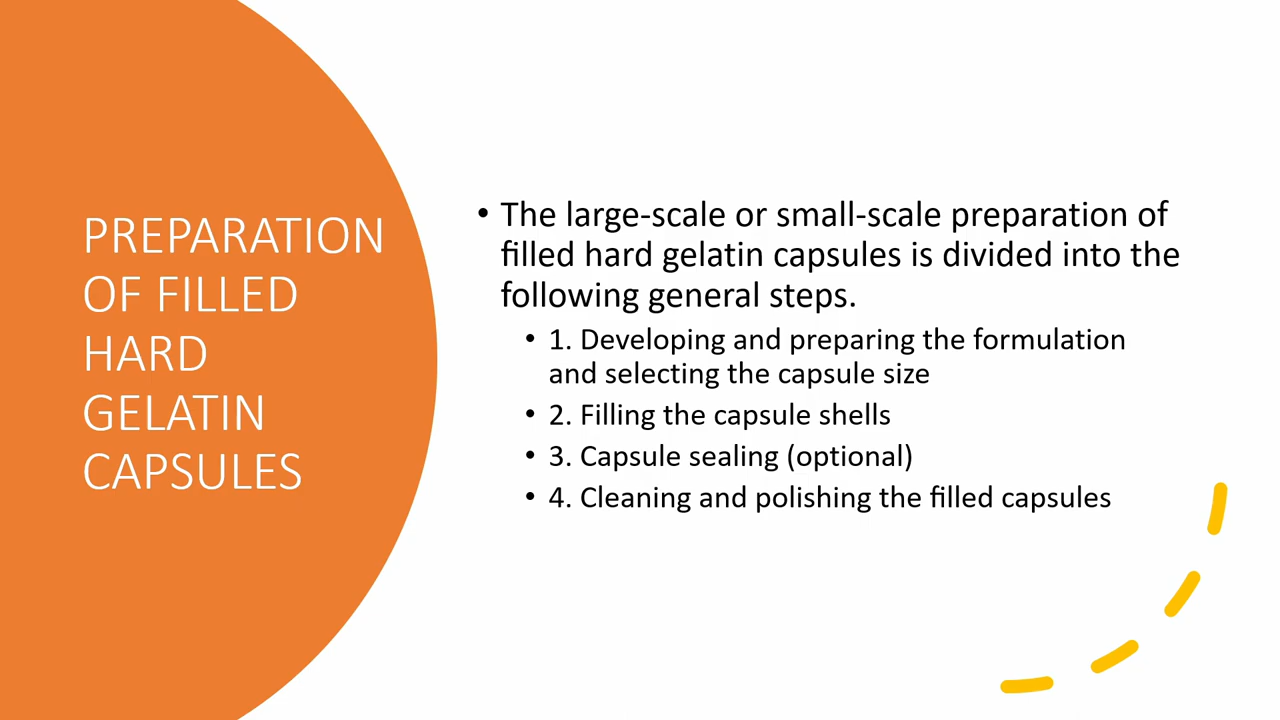 PREPARATION
OF FILLED
HARD
GELATIN
CAPSULES
• The large-scale or small-scale preparation of
filled hard gelatin capsules is divided into the
following general steps.
• 1. Developing and preparing the formulation
and selecting the capsule size
• 2. Filling the capsule shells
• 3. Capsule sealing (optional)
• 4. Cleaning and polishing the filled capsules